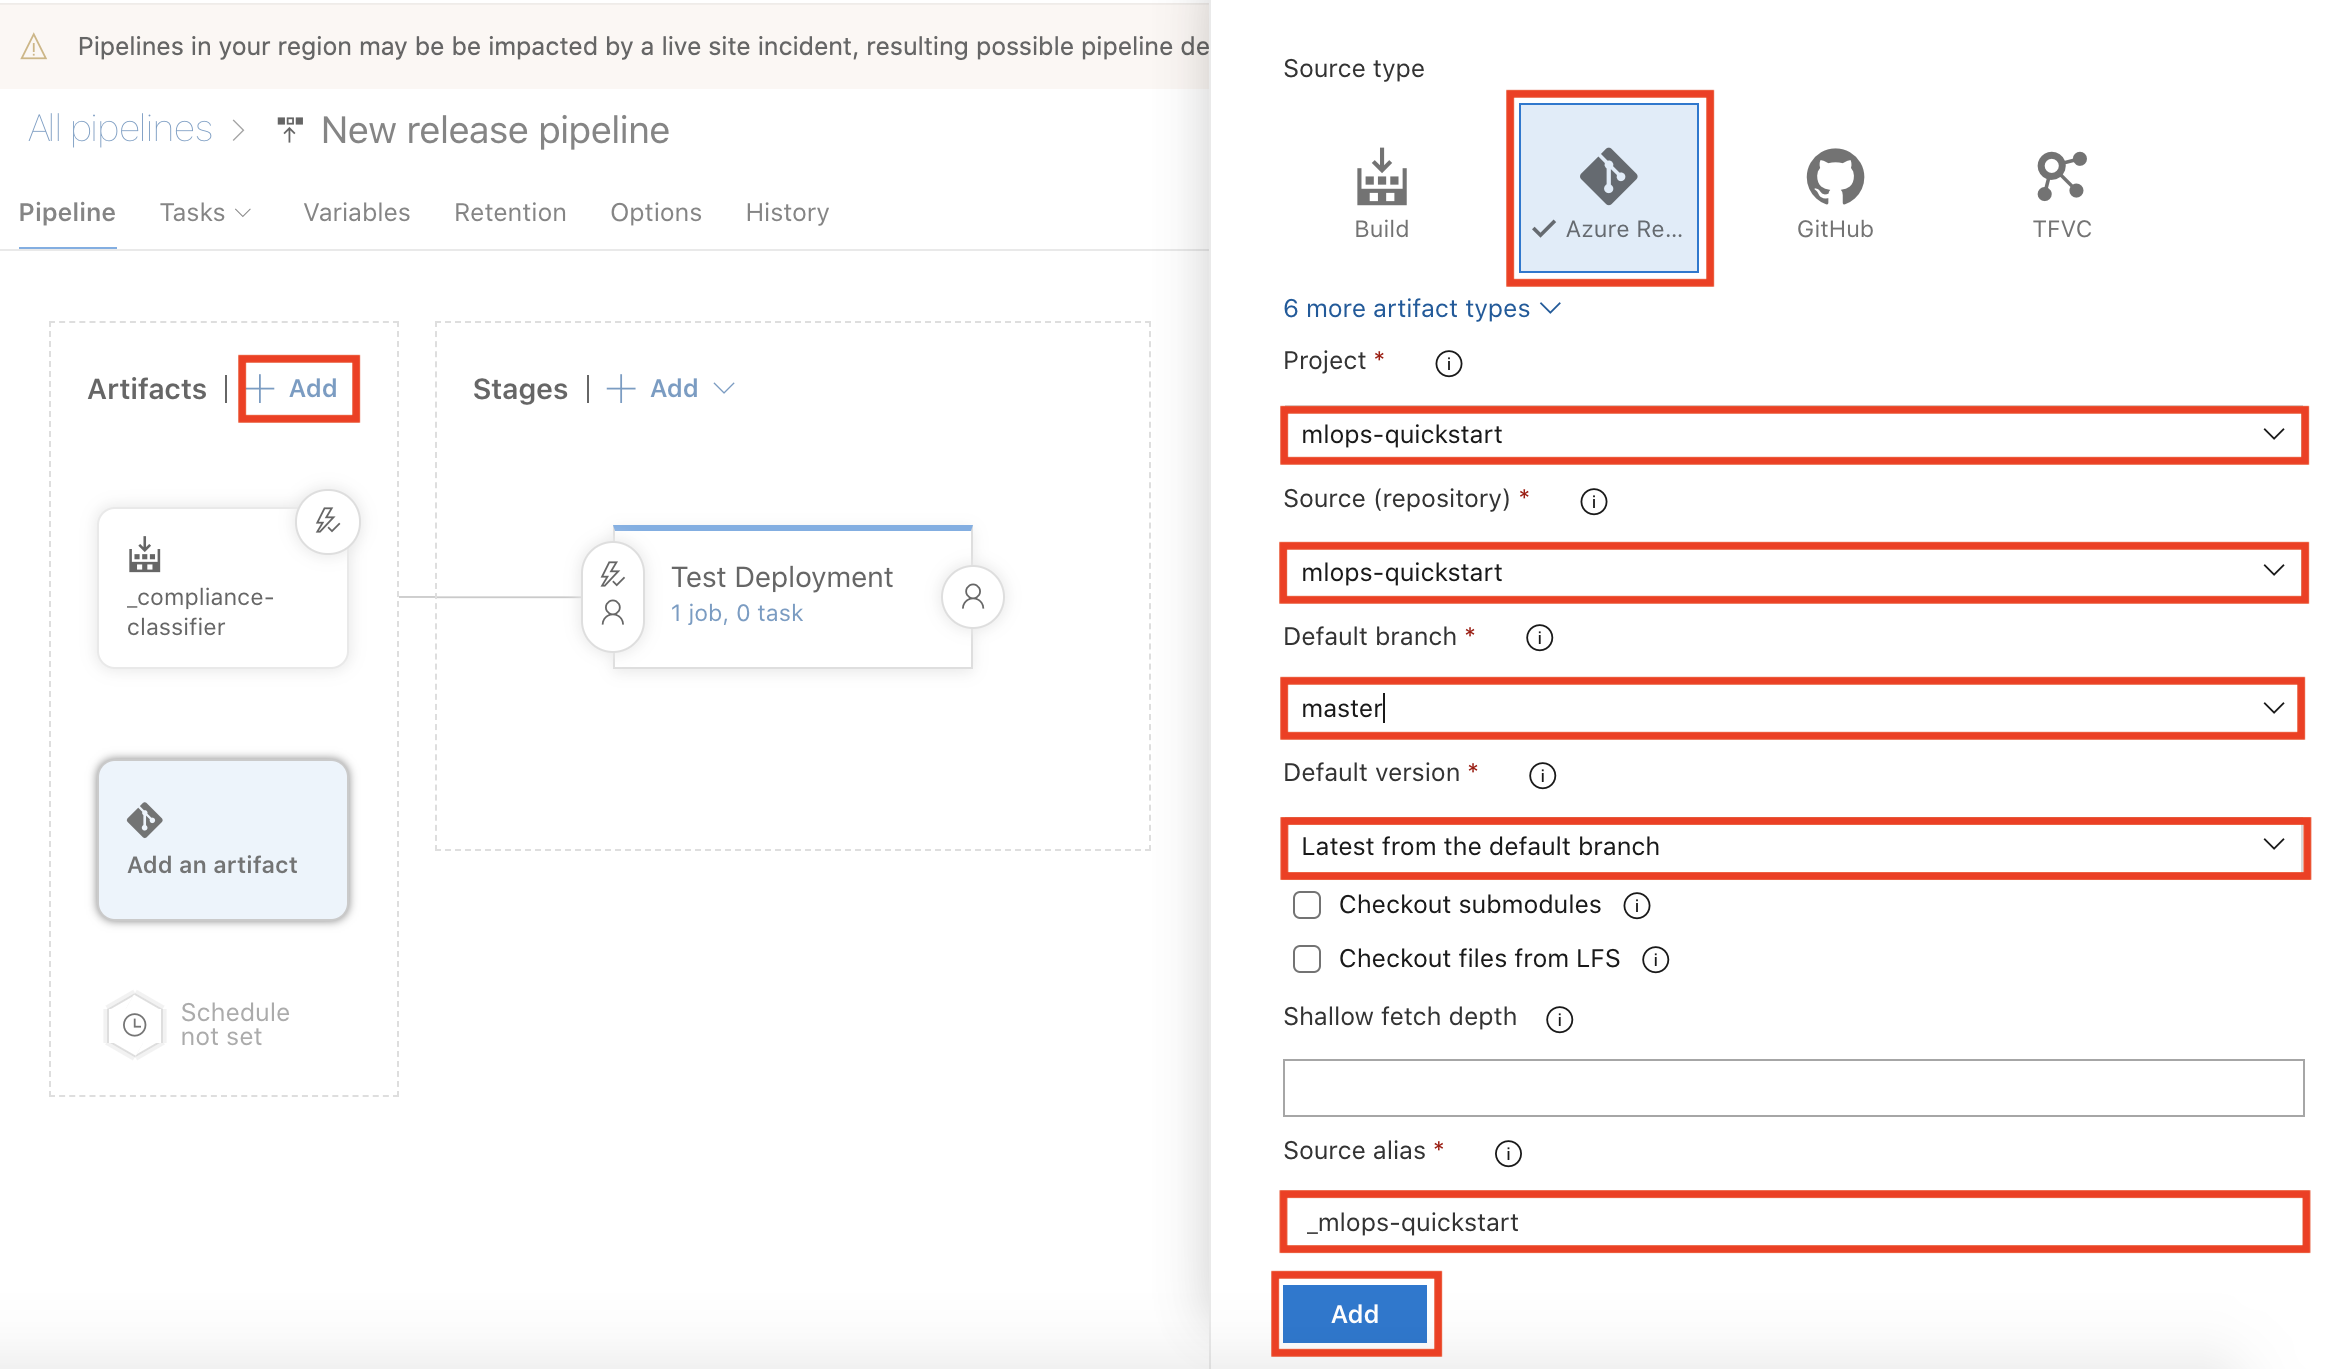 Pipelines in your region may be be impacted by a live site incident, resulting possible pipeline de
All pipelines > New release pipeline
Pipeline Tasks Variables Retention Options History
Artifacts | + Add
_compliance-
classifier
Add an artifact
Schedule
not set
Stages | + Add
Test Deployment
1 job, 0 task
Source type
Build
Azure Re...
GitHub
TFVC
6 more artifact types
Project *
mlops-quickstart
Source (repository) *
mlops-quickstart
Default branch *
master
Default version *
Latest from the default branch
Checkout submodules
Checkout files from LFS
Shallow fetch depth
Source alias *
_mlops-quickstart
Add